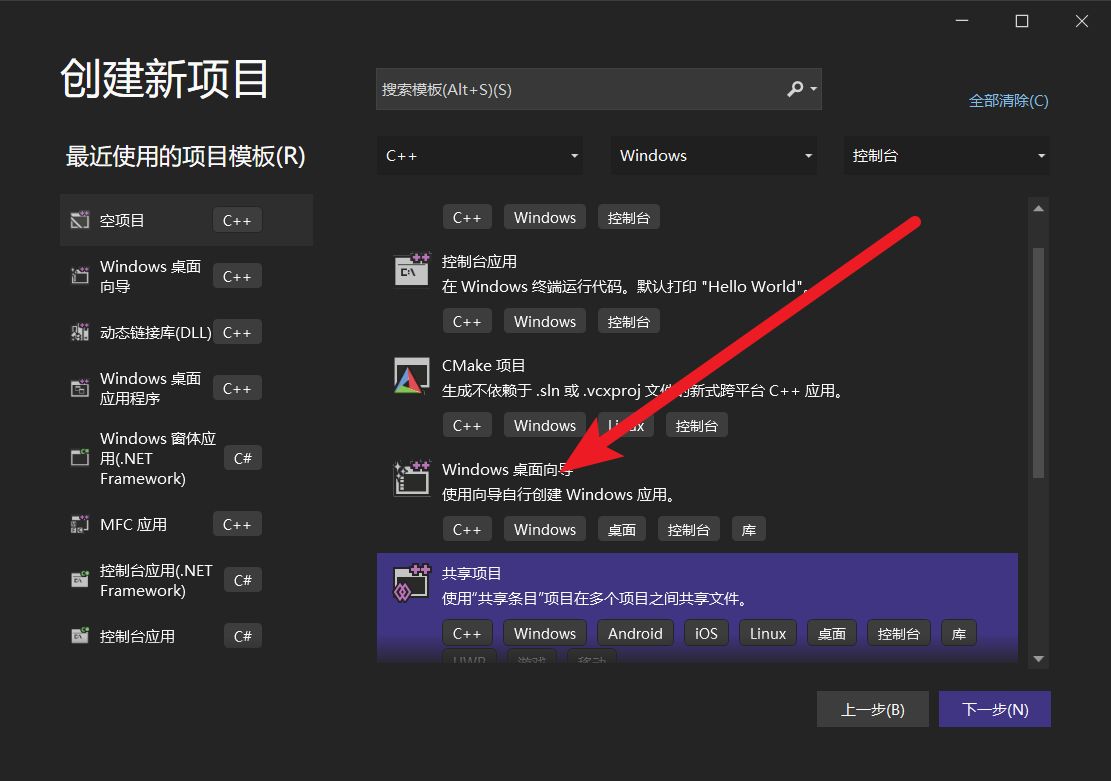 创建新项目
搜索模板(Alt+S)(S)
全部清除(C)
C++
Windows
控制台
最近使用的项目模板(R)
空项目 C++
Windows 桌面
向导
C++
动态链接库(DLL) C++
Windows 桌面
应用程序
C++
Windows 窗体应
用(.NET
Framework)
C#
MFC 应用 C++
控制台应用(.NET
Framework)
C#
控制台应用 C#
C++ Windows 控制台
控制台应用
在 Windows 终端运行代码。默认打印 "Hello World"。
C++ Windows 控制台
CMake 项目
生成不依赖于 .sln 或 .vcxproj 文件的新式跨平台 C++ 应用。
C++ Windows Linux 控制台
Windows 桌面向导
使用向导自行创建 Windows 应用。
C++ Windows 桌面 控制台 库
共享项目
使用“共享条目”项目在多个项目之间共享文件。
C++ Windows Android iOS Linux 桌面 控制台 库
UWP 游戏 移动
上一步(B)
下一步(N)